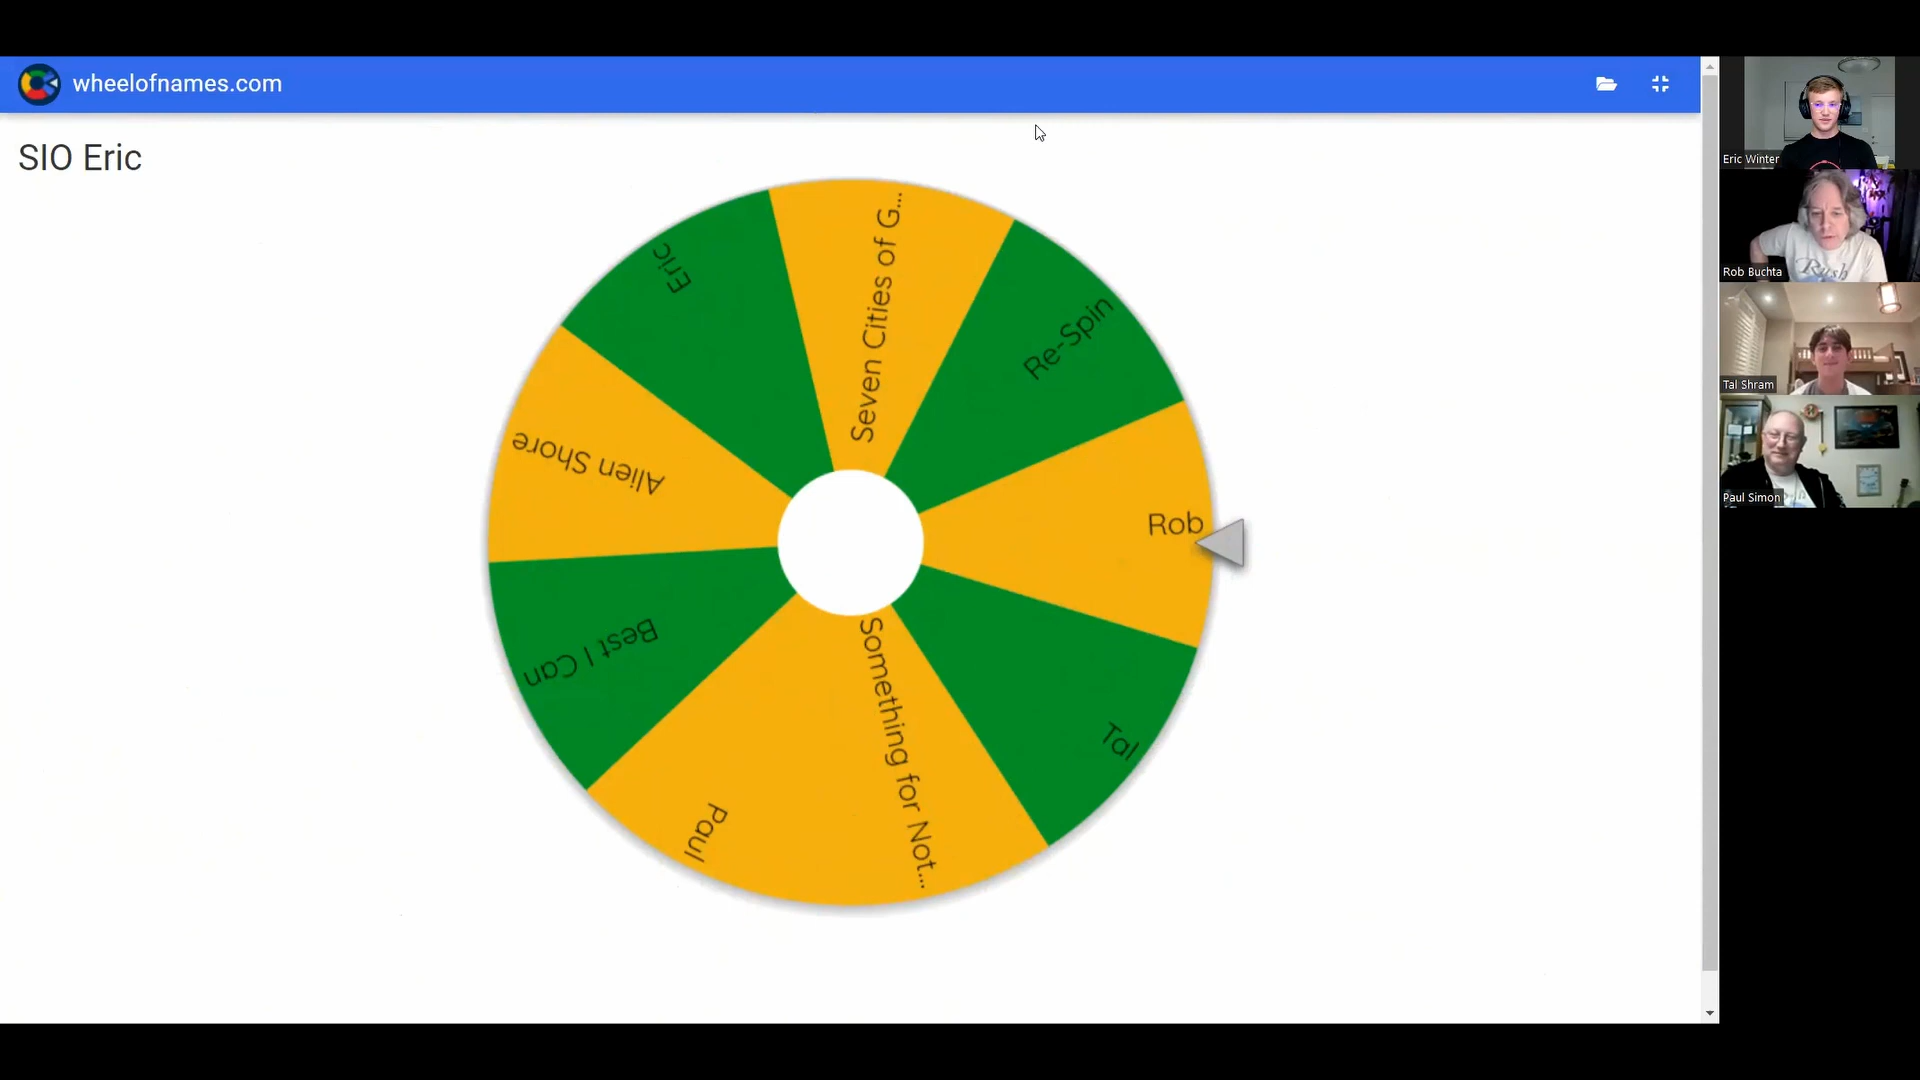 wheelofnames.com
SIO Eric
Seven Cities of G...
Re-Spin
Rob
Tal
Something for Not...
Paul
Best I Can
Alien Shore
Eric
Eric Winter
Rush
Rob Buchta
Tal Shram
Paul Simon